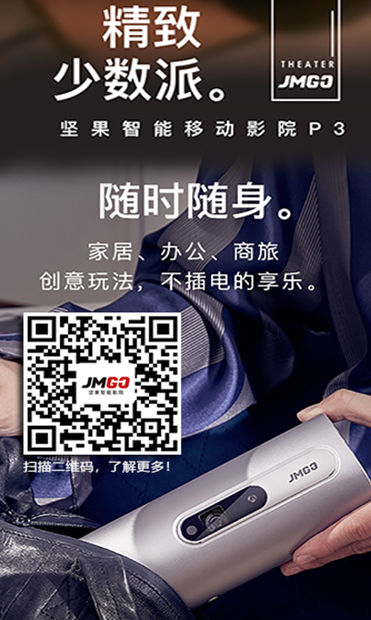 精致
少数派。
THEATER
JMGO
坚果智能移动影院P3
随时随身。
家居、办公、商旅
创意玩法，不插电的享乐。
JMGO
坚果智能影院
扫描二维码，了解更多！
JMGO